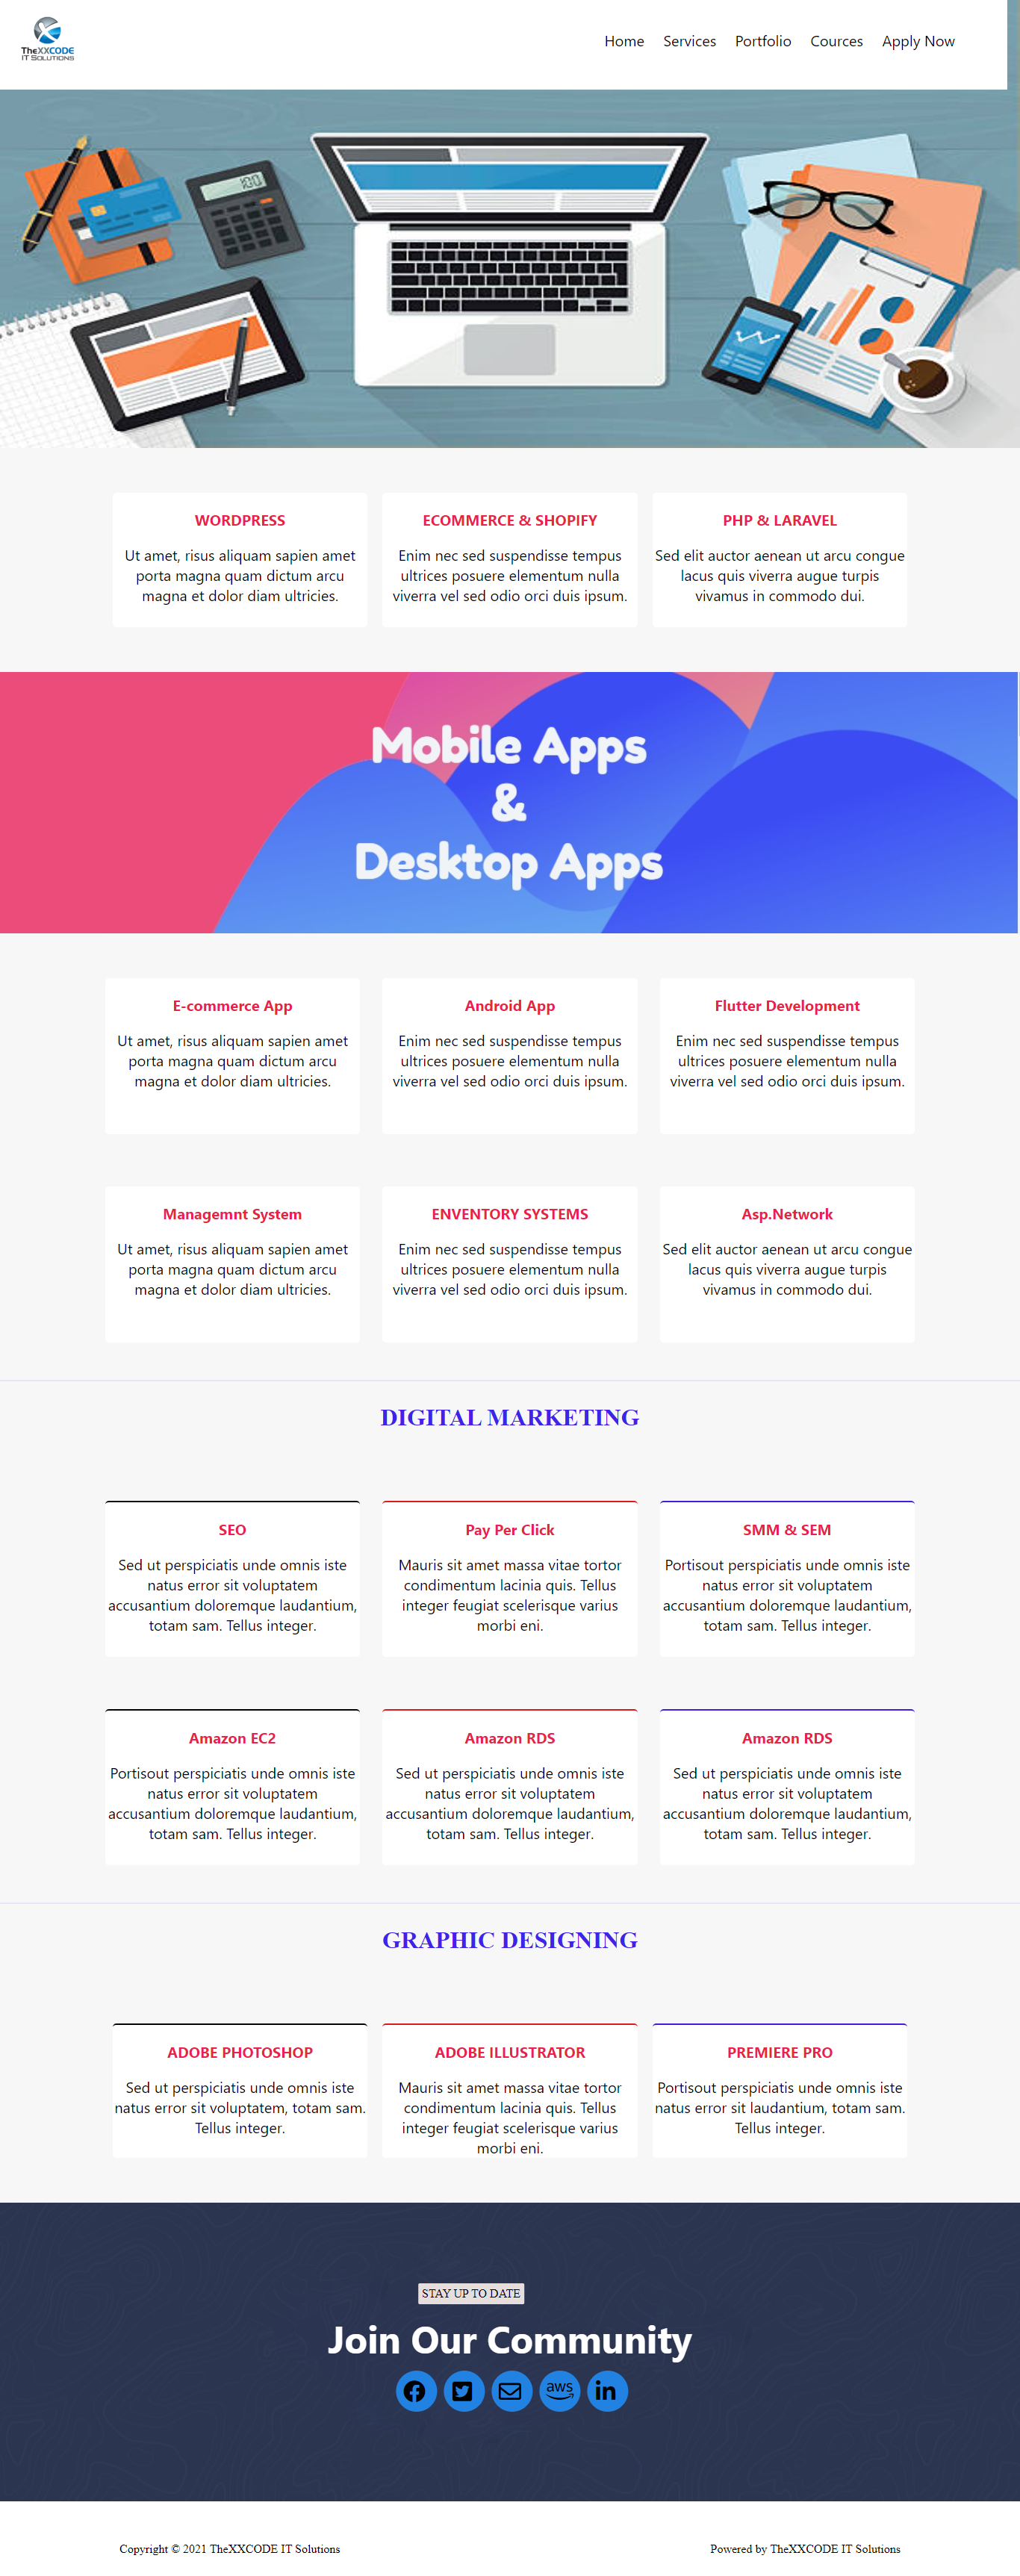 TheXXCODE
IT SOLUTIONS
Home Services Portfolio Cources Apply Now
100
WORDPRESS
Ut amet, risus aliquam sapien amet
porta magna quam dictum arcu
magna et dolor diam ultricies.
ECOMMERCE & SHOPIFY
Enim nec sed suspendisse tempus
ultrices posuere elementum nulla
viverra vel sed odio orci duis ipsum.
PHP & LARAVEL
Sed elit auctor aenean ut arcu congue
lacus quis viverra augue turpis
vivamus in commodo dui.
Mobile Apps
&
Desktop Apps
E-commerce App
Ut amet, risus aliquam sapien amet
porta magna quam dictum arcu
magna et dolor diam ultricies.
Android App
Enim nec sed suspendisse tempus
ultrices posuere elementum nulla
viverra vel sed odio orci duis ipsum.
Flutter Development
Enim nec sed suspendisse tempus
ultrices posuere elementum nulla
viverra vel sed odio orci duis ipsum.
Managemnt System
Ut amet, risus aliquam sapien amet
porta magna quam dictum arcu
magna et dolor diam ultricies.
ENVENTORY SYSTEMS
Enim nec sed suspendisse tempus
ultrices posuere elementum nulla
viverra vel sed odio orci duis ipsum.
Asp.Network
Sed elit auctor aenean ut arcu congue
lacus quis viverra augue turpis
vivamus in commodo dui.
DIGITAL MARKETING
SEO
Sed ut perspiciatis unde omnis iste
natus error sit voluptatem
accusantium doloremque laudantium,
totam sam. Tellus integer.
Pay Per Click
Mauris sit amet massa vitae tortor
condimentum lacinia quis. Tellus
integer feugiat scelerisque varius
morbi eni.
SMM & SEM
Portisout perspiciatis unde omnis iste
natus error sit voluptatem
accusantium doloremque laudantium,
totam sam. Tellus integer.
Amazon EC2
Portisout perspiciatis unde omnis iste
natus error sit voluptatem
accusantium doloremque laudantium,
totam sam. Tellus integer.
Amazon RDS
Sed ut perspiciatis unde omnis iste
natus error sit voluptatem
accusantium doloremque laudantium,
totam sam. Tellus integer.
Amazon RDS
Sed ut perspiciatis unde omnis iste
natus error sit voluptatem
accusantium doloremque laudantium,
totam sam. Tellus integer.
GRAPHIC DESIGNING
ADOBE PHOTOSHOP
Sed ut perspiciatis unde omnis iste
natus error sit voluptatem, totam sam.
Tellus integer.
ADOBE ILLUSTRATOR
Mauris sit amet massa vitae tortor
condimentum lacinia quis. Tellus
integer feugiat scelerisque varius
morbi eni.
PREMIERE PRO
Portisout perspiciatis unde omnis iste
natus error sit laudantium, totam sam.
Tellus integer.
STAY UP TO DATE
Join Our Community
aws in
Copyright © 2021 TheXXCODE IT Solutions
Powered by TheXXCODE IT Solutions